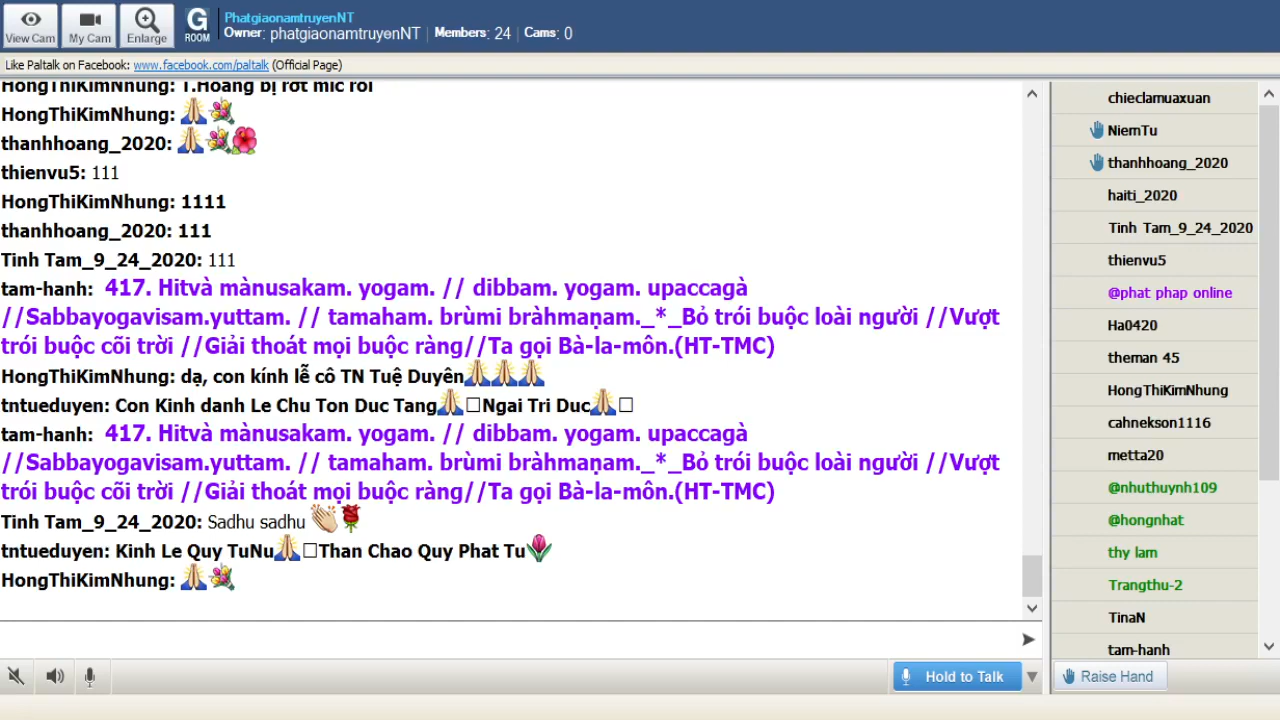 View Cam
My Cam
Enlarge
G
ROOM
PhatgiaonamtruyenNT
Owner: phatgiaonamtruyenNT | Members: 24 | Cams: 0
Like Paltalk on Facebook: www.facebook.com/paltalk (Official Page)
HongThiKimNhung: T.Hoang bị rớt mic rồi
HongThiKimNhung: 🙏💐
thanhhoang_2020: 🙏💐🌺
thienvu5: 111
HongThiKimNhung: 1111
thanhhoang_2020: 111
Tinh Tam_9_24_2020: 111
tam-hanh: 417. Hitvà mànusakam. yogam. // dibbam. yogam. upaccagà
//Sabbayogavisam.yuttam. // tamaham. brùmi bràhmaṇam._*_Bỏ trói buộc loài người //Vượt
trói buộc cõi trời //Giải thoát mọi buộc ràng//Ta gọi Bà-la-môn.(HT-TMC)
HongThiKimNhung: dạ, con kính lễ cô TN Tuệ Duyên🙏🙏🙏
tntueduyen: Con Kinh danh Le Chu Ton Duc Tang🙏□Ngai Tri Duc🙏□
tam-hanh: 417. Hitvà mànusakam. yogam. // dibbam. yogam. upaccagà
//Sabbayogavisam.yuttam. // tamaham. brùmi bràhmaṇam._*_Bỏ trói buộc loài người //Vượt
trói buộc cõi trời //Giải thoát mọi buộc ràng//Ta gọi Bà-la-môn.(HT-TMC)
Tinh Tam_9_24_2020: Sadhu sadhu 👏🌹
tntueduyen: Kinh Le Quy TuNu🙏□Than Chao Quy Phat Tu🌷
HongThiKimNhung: 🙏💐
Hold to Talk
chieclamuaxuan
NiemTu
thanhhoang_2020
haiti_2020
Tinh Tam_9_24_2020
thienvu5
@phat phap online
Ha0420
theman 45
HongThiKimNhung
cahnekson1116
metta20
@nhuthuynh109
@hongnhat
thy lam
Trangthu-2
TinaN
tam-hanh
Raise Hand